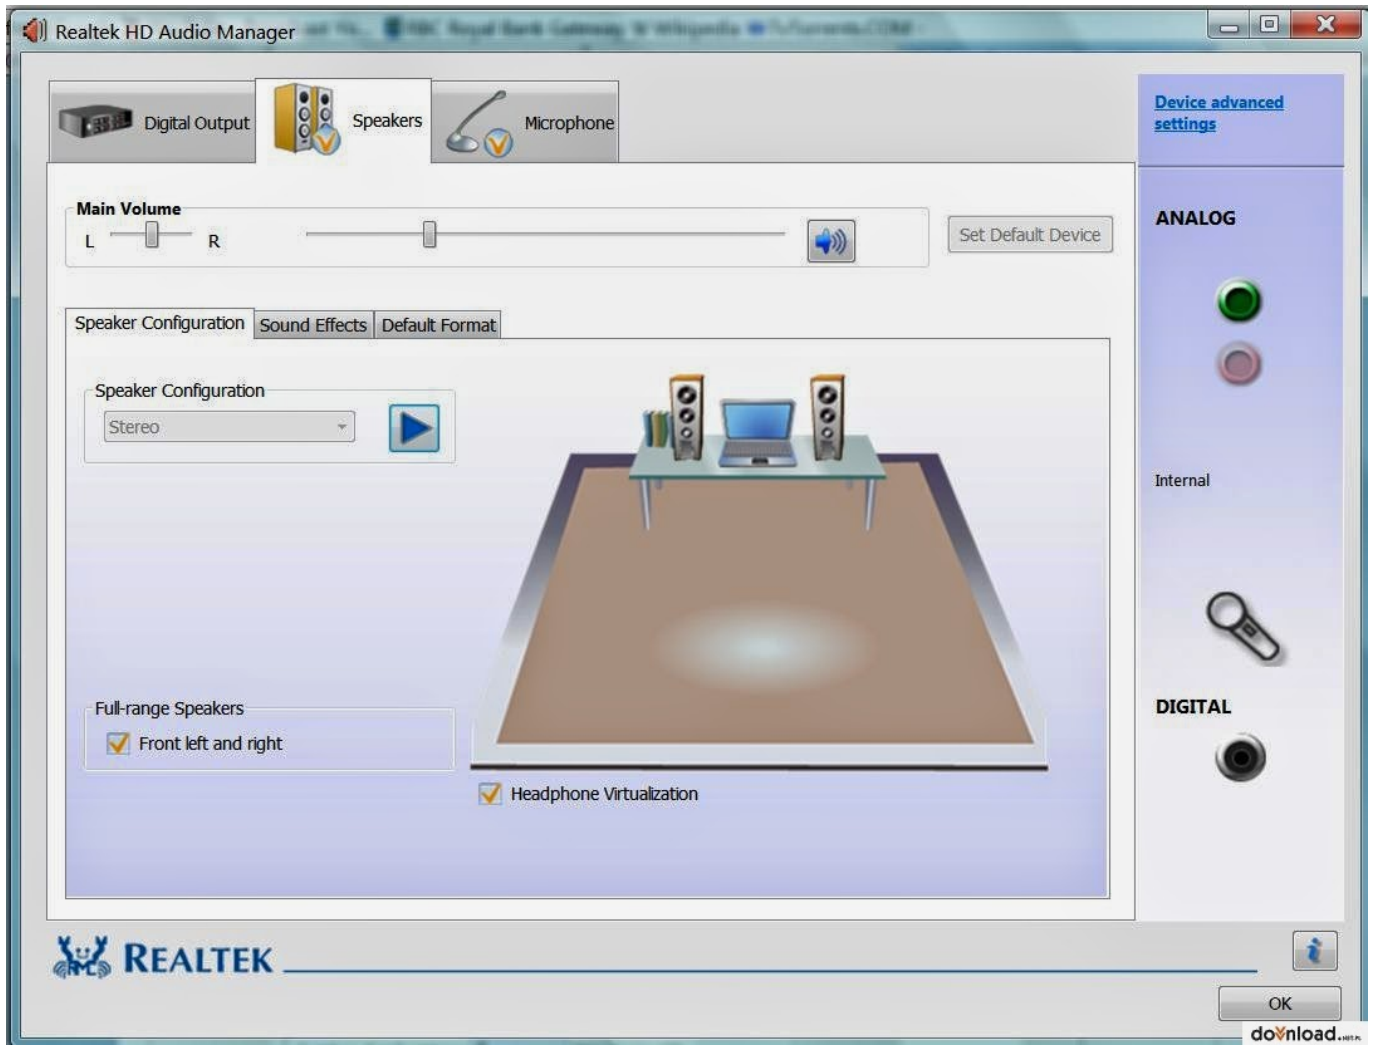 Realtek HD Audio Manager
Digital Output
Speakers
Microphone
Device advanced
settings
Main Volume
L
R
Set Default Device
ANALOG
Speaker Configuration
Sound Effects
Default Format
Speaker Configuration
Stereo
Internal
Full-range Speakers
Front left and right
DIGITAL
Headphone Virtualization
REALTEK
OK
download